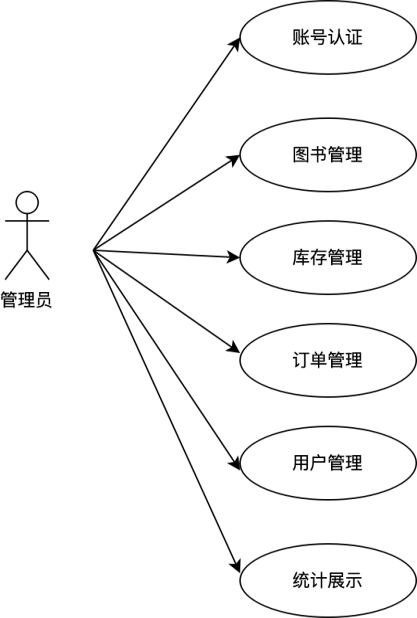 账号认证
图书管理
库存管理
管理员
订单管理
用户管理
统计展示